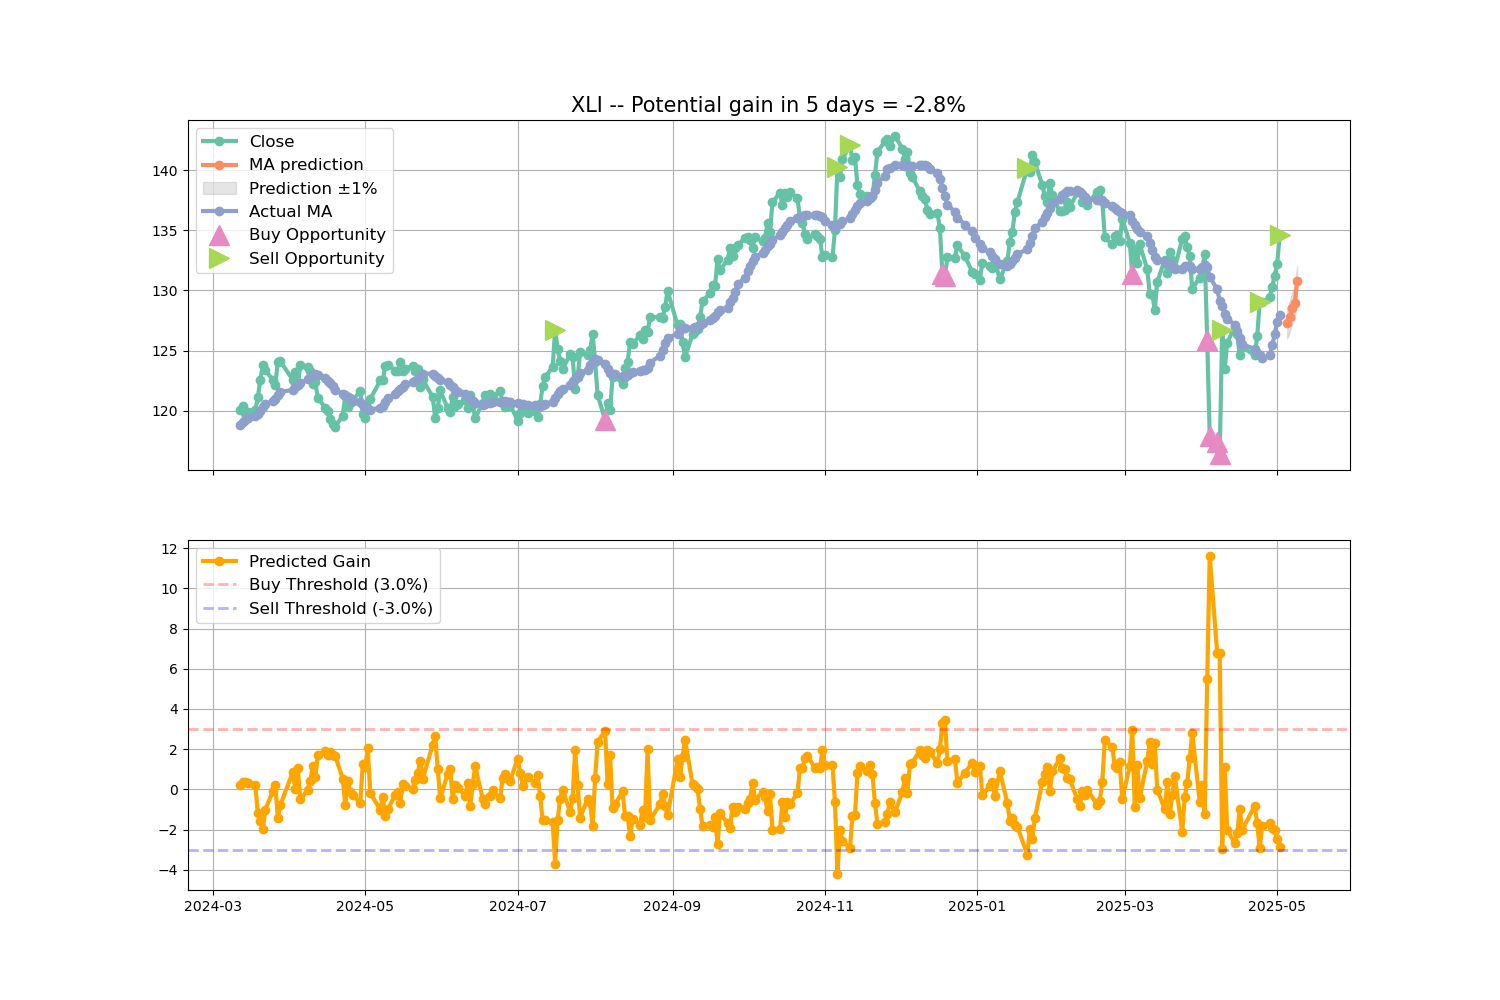 XLI -- Potential gain in 5 days = -2.8%
Close
MA prediction
Prediction ±1%
Actual MA
Buy Opportunity
Sell Opportunity
140
135
130
125
120
Predicted Gain
Buy Threshold (3.0%)
Sell Threshold (-3.0%)
12
10
8
6
4
2
0
−2
−4
2024-03 2024-05 2024-07 2024-09 2024-11 2025-01 2025-03 2025-05